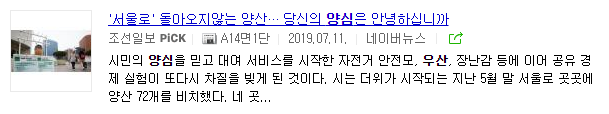 '서울로' 돌아오지않는 양산… 당신의 양심은 안녕하십니까
조선일보 PiCK A14면1단 2019.07.11. 네이버뉴스
시민의 양심을 믿고 대여 서비스를 시작한 자전거 안전모, 우산, 장난감 등에 이어 공유 경
제 실험이 또다시 차질을 빚게 된 것이다. 시는 더위가 시작되는 지난 5월 말 서울로 곳곳에
양산 72개를 비치했다. 네 곳...